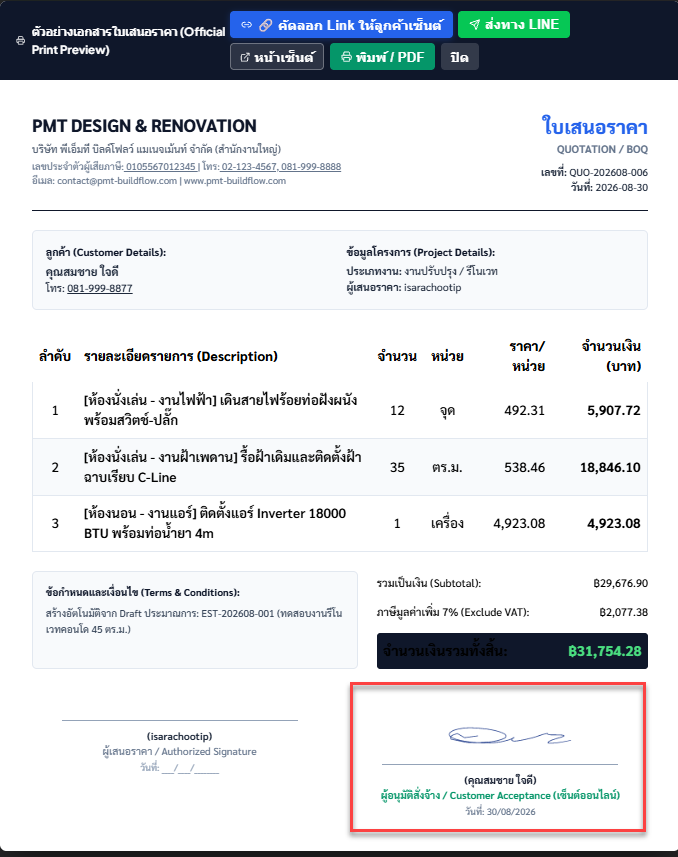 ตัวอย่างเอกสารใบเสนอราคา (Official Print Preview)
🔗 คัดลอก Link ให้ลูกค้าเซ็นต์
ส่งทาง LINE
หน้าเซ็นต์
พิมพ์ / PDF
ปิด
PMT DESIGN & RENOVATION
บริษัท พีเอ็มที บิลด์โฟลว์ แมเนจเม้นท์ จำกัด (สำนักงานใหญ่)
เลขประจำตัวผู้เสียภาษี: 0105567012345 | โทร: 02-123-4567, 081-999-8888
อีเมล: contact@pmt-buildflow.com | www.pmt-buildflow.com
ใบเสนอราคา
QUOTATION / BOQ
เลขที่: QUO-202608-006
วันที่: 2026-08-30
ลูกค้า (Customer Details):
คุณสมชาย ใจดี
โทร: 081-999-8877
ข้อมูลโครงการ (Project Details):
ประเภทงาน: งานปรับปรุง / รีโนเวท
ผู้เสนอราคา: isarachootip
ลำดับ รายละเอียดรายการ (Description) จำนวน หน่วย ราคา/หน่วย จำนวนเงิน (บาท)
1 [ห้องนั่งเล่น - งานไฟฟ้า] เดินสายไฟร้อยท่อฝังผนัง พร้อมสวิตช์-ปลั๊ก 12 จุด 492.31 5,907.72
2 [ห้องนั่งเล่น - งานฝ้าเพดาน] รื้อฝ้าเดิมและติดตั้งฝ้าฉาบเรียบ C-Line 35 ตร.ม. 538.46 18,846.10
3 [ห้องนอน - งานแอร์] ติดตั้งแอร์ Inverter 18000 BTU พร้อมท่อน้ำยา 4m 1 เครื่อง 4,923.08 4,923.08
ข้อกำหนดและเงื่อนไข (Terms & Conditions):
สร้างอัตโนมัติจาก Draft ประมาณการ: EST-202608-001 (ทดสอบงานรีโนเวทคอนโด 45 ตร.ม.)
รวมเป็นเงิน (Subtotal): ฿29,676.90
ภาษีมูลค่าเพิ่ม 7% (Exclude VAT): ฿2,077.38
จำนวนเงินรวมทั้งสิ้น: ฿31,754.28
(isarachootip)
ผู้เสนอราคา / Authorized Signature
วันที่: __/__/____
(คุณสมชาย ใจดี)
ผู้อนุมัติสั่งจ้าง / Customer Acceptance (เซ็นต์ออนไลน์)
วันที่: 30/08/2026